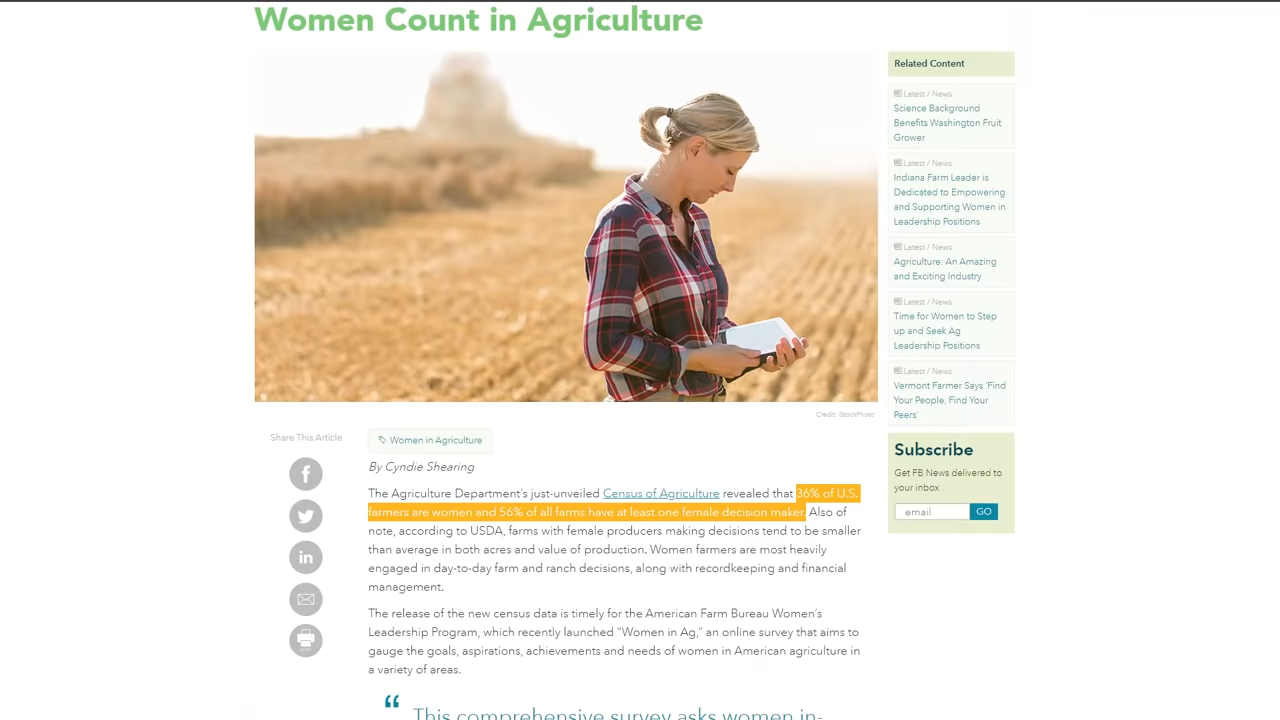 Women Count in Agriculture
Related Content
Latest / News
Science Background
Benefits Washington Fruit
Grower
Latest / News
Indiana Farm Leader is
Dedicated to Empowering
and Supporting Women in
Leadership Positions
Latest / News
Agriculture: An Amazing
and Exciting Industry
Latest / News
Time for Women to Step
up and Seek Ag
Leadership Positions
Latest / News
Vermont Farmer Says 'Find
Your People, Find Your
Peers'
Credit: iStockPhoto
Subscribe
Get FB News delivered to
your inbox
email GO
Share This Article
Women in Agriculture
By Cyndie Shearing
The Agriculture Department's just-unveiled Census of Agriculture revealed that 36% of U.S.
farmers are women and 56% of all farms have at least one female decision maker. Also of
note, according to USDA, farms with female producers making decisions tend to be smaller
than average in both acres and value of production. Women farmers are most heavily
engaged in day-to-day farm and ranch decisions, along with recordkeeping and financial
management.
The release of the new census data is timely for the American Farm Bureau Women's
Leadership Program, which recently launched "Women in Ag," an online survey that aims to
gauge the goals, aspirations, achievements and needs of women in American agriculture in
a variety of areas.
“ This comprehensive survey asks women in-